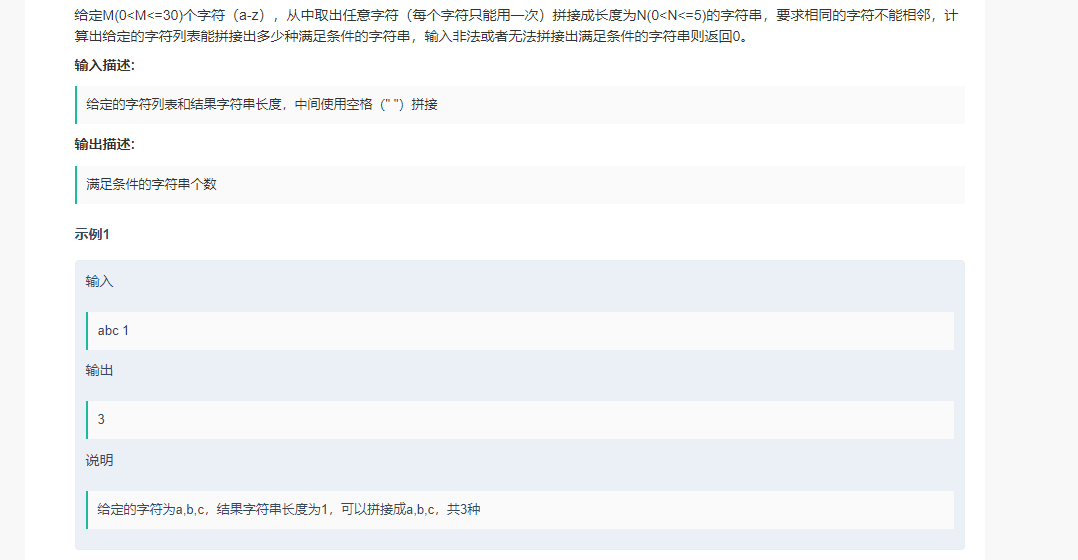 给定M(0<M<=30)个字符（a-z），从中取出任意字符（每个字符只能用一次）拼接成长度为N(0<N<=5)的字符串，要求相同的字符不能相邻，计
算出给定的字符列表能拼接出多少种满足条件的字符串，输入非法或者无法拼接出满足条件的字符串则返回0。
输入描述:
给定的字符列表和结果字符串长度，中间使用空格（" "）拼接
输出描述:
满足条件的字符串个数
示例1
输入
abc 1
输出
3
说明
给定的字符为a,b,c，结果字符串长度为1，可以拼接成a,b,c，共3种